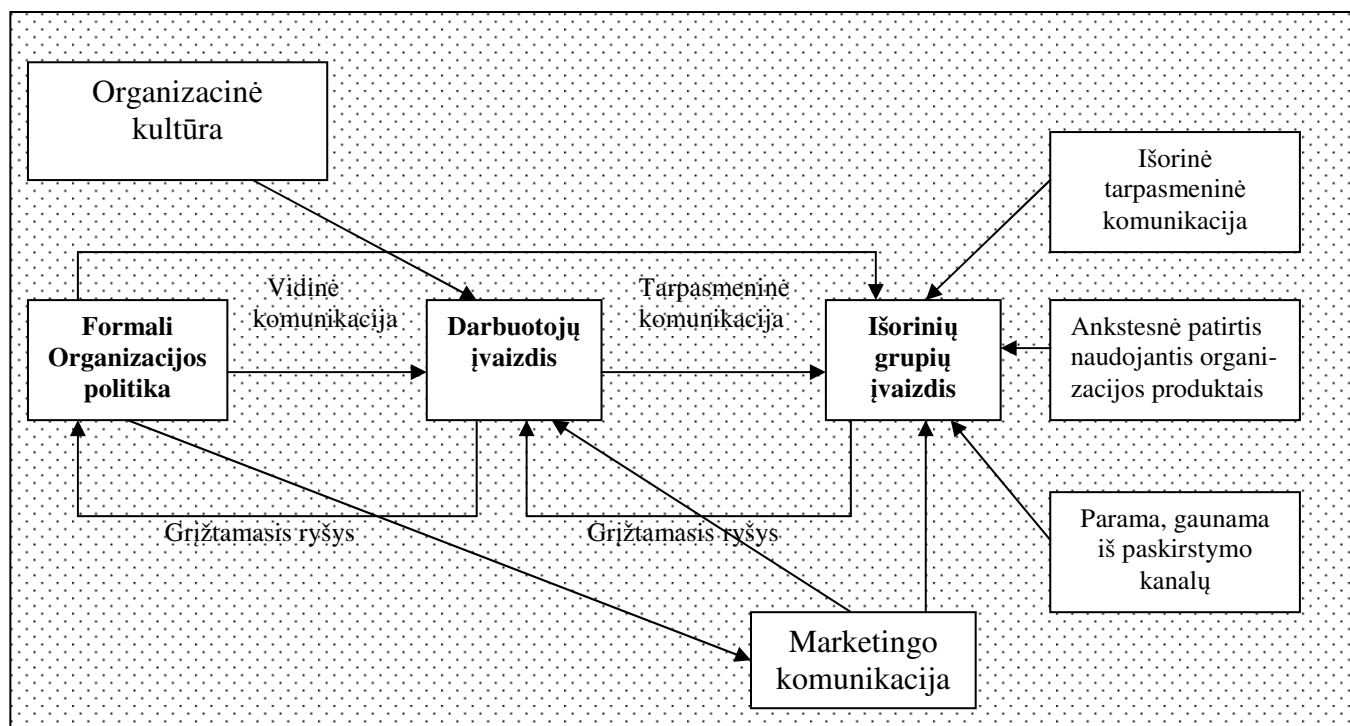 Organizacinė
kultūra
Išorinė
tarpasmeninė
komunikacija
Vidinė
komunikacija
Tarpasmeninė
komunikacija
Formali
Organizacijos
politika
Darbuotojų
įvaizdis
Išorinių
grupių
įvaizdis
Ankstesnė patirtis
naudojantis organi-
zacijos produktais
Grįžtamasis ryšys
Grįžtamasis ryšys
Parama, gaunama
iš paskirstymo
kanalų
Marketingo
komunikacija